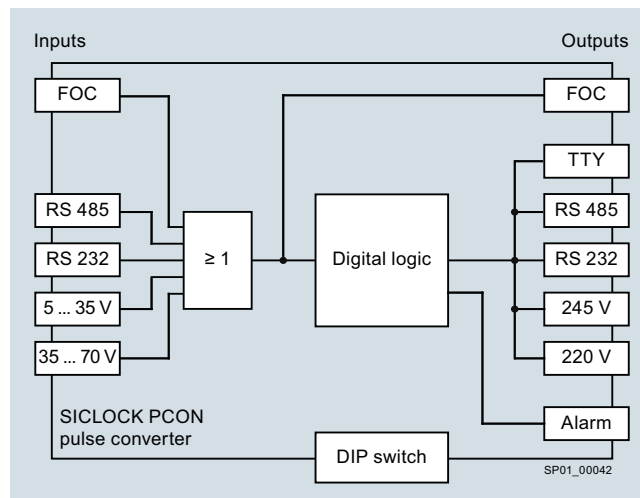 Inputs
Outputs
FOC
FOC
TTY
RS 485
RS 485
RS 232
≥ 1
Digital logic
RS 232
5 ... 35 V
245 V
35 ... 70 V
220 V
SICLOCK PCON
pulse converter
Alarm
DIP switch
SP01_00042